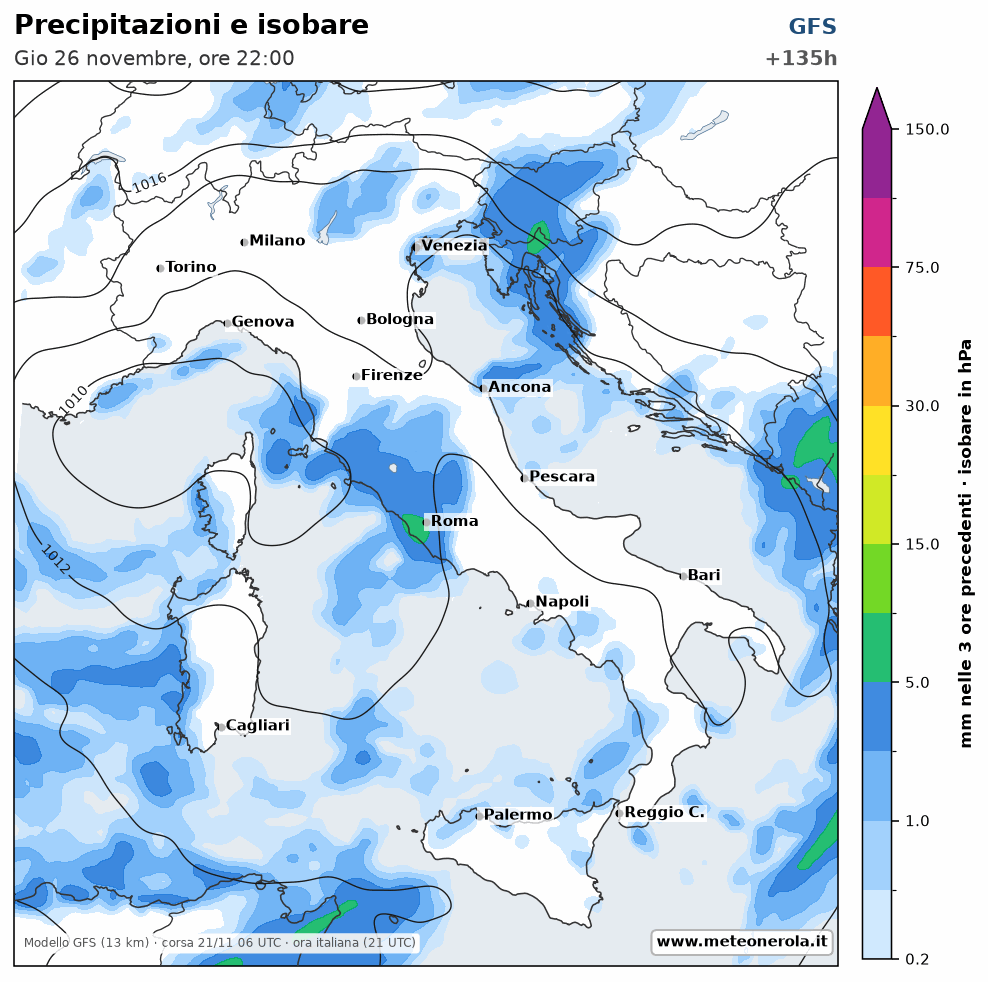 Precipitazioni e isobare
GFS
Gio 26 novembre, ore 22:00
+135h
150.0
1016
Milano
Venezia
Torino
75.0
Genova
Bologna
Firenze
Ancona
1010
30.0
Pescara
Roma
1012
15.0
Bari
Napoli
5.0
Cagliari
Palermo
Reggio C.
1.0
mm nelle 3 ore precedenti · isobare in hPa
Modello GFS (13 km) · corsa 21/11 06 UTC · ora italiana (21 UTC)
www.meteonerola.it
0.2